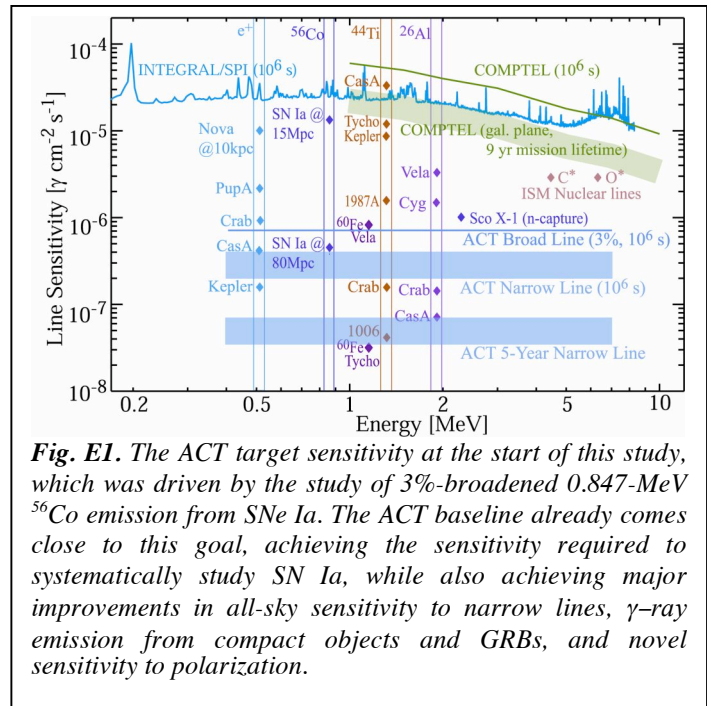 e⁺ ⁵⁶Co ⁴⁴Ti ²⁶Al
10⁻⁴
INTEGRAL/SPI (10⁶ s)
CasA
COMPTEL (10⁶ s)
SN Ia @
15Mpc
Nova
@10kpc
10⁻⁵
Tycho
Kepler
COMPTEL (gal. plane,
9 yr mission lifetime)
Vela
C* O*
ISM Nuclear lines
PupA
1987A
Cyg
10⁻⁶
Crab
⁶⁰Fe
Vela
Sco X-1 (n-capture)
ACT Broad Line (3%, 10⁶ s)
CasA
SN Ia @
80Mpc
Kepler
Crab
Crab
ACT Narrow Line (10⁶ s)
10⁻⁷
CasA
1006
⁶⁰Fe
Tycho
ACT 5-Year Narrow Line
10⁻⁸
Line Sensitivity [γ cm⁻² s⁻¹]
0.2 0.5 1 2 5 10
Energy [MeV]
Fig. E1. The ACT target sensitivity at the start of this study,
which was driven by the study of 3%-broadened 0.847-MeV
⁵⁶Co emission from SNe Ia. The ACT baseline already comes
close to this goal, achieving the sensitivity required to
systematically study SN Ia, while also achieving major
improvements in all-sky sensitivity to narrow lines, γ–ray
emission from compact objects and GRBs, and novel
sensitivity to polarization.